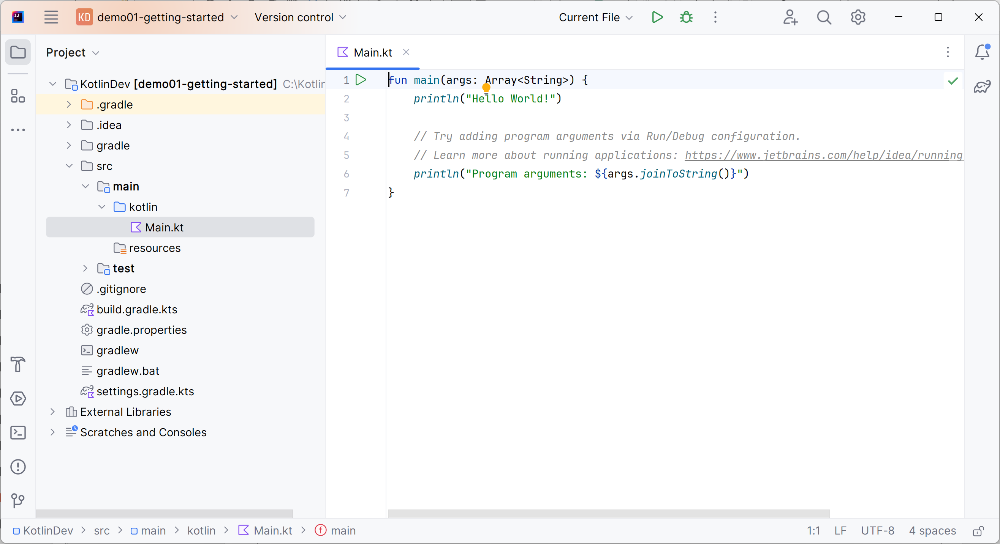 IJ
KD demo01-getting-started Version control Current File
Project
KotlinDev [demo01-getting-started] C:\Kotlin
.gradle
.idea
gradle
src
main
kotlin
Main.kt
resources
test
.gitignore
build.gradle.kts
gradle.properties
gradlew
gradlew.bat
settings.gradle.kts
External Libraries
Scratches and Consoles
Main.kt
1 fun main(args: Array<String>) {
2 println("Hello World!")
3
4 // Try adding program arguments via Run/Debug configuration.
5 // Learn more about running applications: https://www.jetbrains.com/help/idea/running
6 println("Program arguments: ${args.joinToString()}")
7 }
KotlinDev > src > main > kotlin > Main.kt > f main
1:1 LF UTF-8 4 spaces